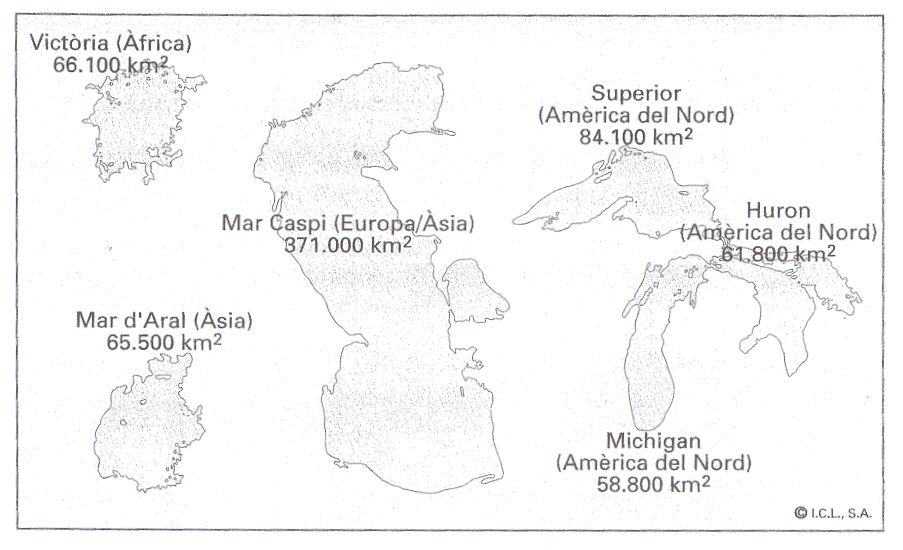 Victòria (Àfrica)
66.100 km²
Superior
(Amèrica del Nord)
84.100 km²
Mar Caspi (Europa/Àsia)
371.000 km²
Huron
(Amèrica del Nord)
61.800 km²
Mar d'Aral (Àsia)
65.500 km²
Michigan
(Amèrica del Nord)
58.800 km²
© I.C.L., S.A.